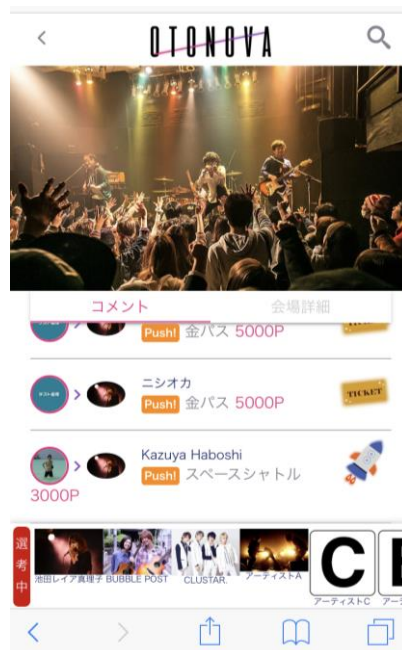 OTONOVA
コメント
会場詳細
Push! 金パス 5000P
ニシオカ
Push! 金パス 5000P
TICKET
Kazuya Haboshi
Push! スペースシャトル
3000P
選考中
池田レイア真理子
BUBBLE POST
CLUSTAR.
アーティストA
C
アーティストC